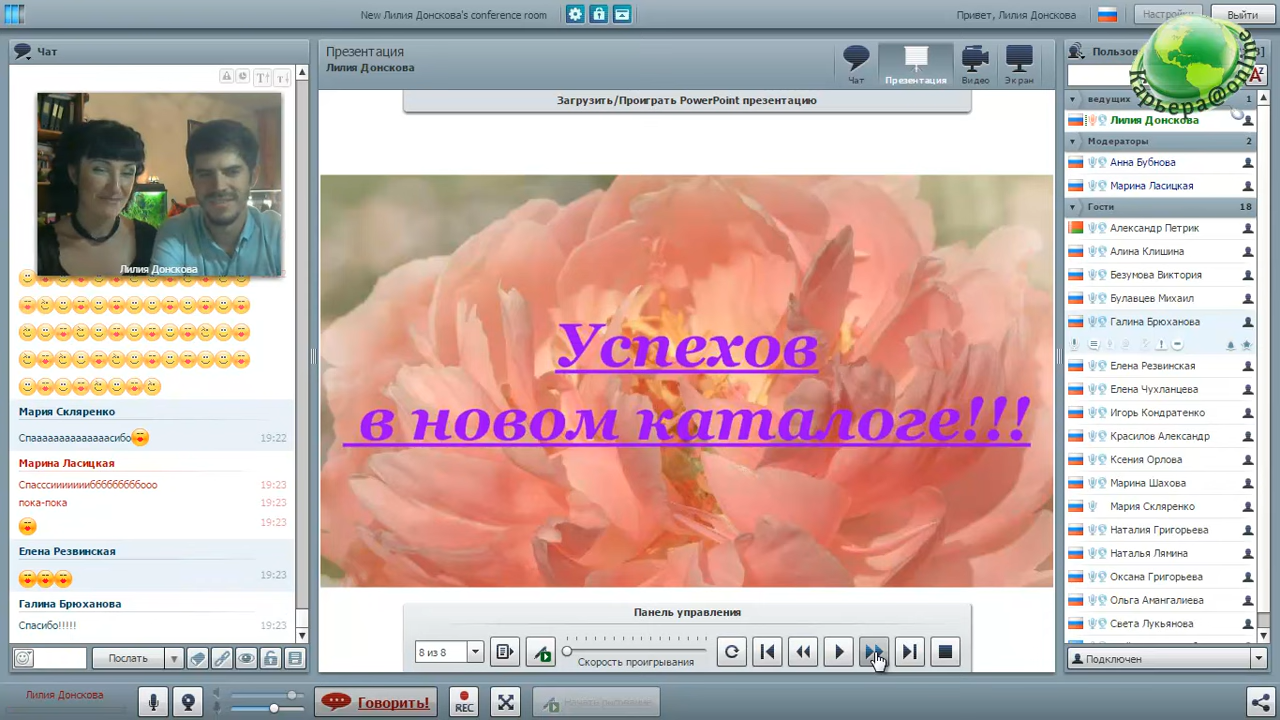 New Лилия Донскова's conference room
Привет, Лилия Донскова
Настройки
Выйти
Чат
Лилия Донскова
Мария Скляренко
Спаааааааааааааасибо
19:22
Марина Ласицкая
19:23
пока-пока
19:23
19:23
Елена Резвинская
19:23
Галина Брюханова
Спасибо!!!!!
19:23
Послать
Презентация
Лилия Донскова
Чат
Презентация
Видео
Экран
Загрузить/Проиграть PowerPoint презентацию
Успехов
в новом каталоге!!!
Панель управления
8 из 8
Скорость проигрывания
карьера@online
ведущих 1
Лилия Донскова
Модераторы 2
Анна Бубнова
Марина Ласицкая
Гости 18
Александр Петрик
Алина Клишина
Безумова Виктория
Булавцев Михаил
Галина Брюханова
Елена Резвинская
Елена Чухланцева
Игорь Кондратенко
Красилов Александр
Ксения Орлова
Марина Шахова
Мария Скляренко
Наталия Григорьева
Наталья Лямина
Оксана Григорьева
Ольга Амангалиева
Света Лукьянова
Подключен
Лилия Донскова
Говорить!
REC